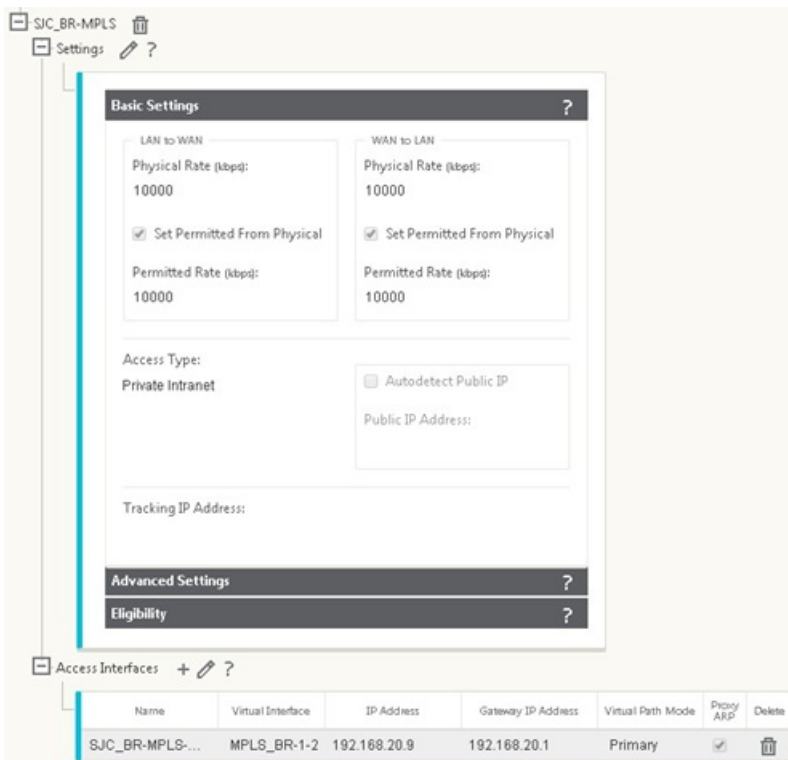 SJC_BR-MPLS
Settings ?
Basic Settings ?
LAN to WAN WAN to LAN
Physical Rate (kbps): Physical Rate (kbps):
10000 10000
Set Permitted From Physical Set Permitted From Physical
Permitted Rate (kbps): Permitted Rate (kbps):
10000 10000
Access Type:
Private Intranet Autodetect Public IP
Public IP Address:
Tracking IP Address:
Advanced Settings ?
Eligibility ?
Access Interfaces + ?
Name Virtual Interface IP Address Gateway IP Address Virtual Path Mode Proxy ARP Delete
SJC_BR-MPLS-... MPLS_BR-1-2 192.168.20.9 192.168.20.1 Primary